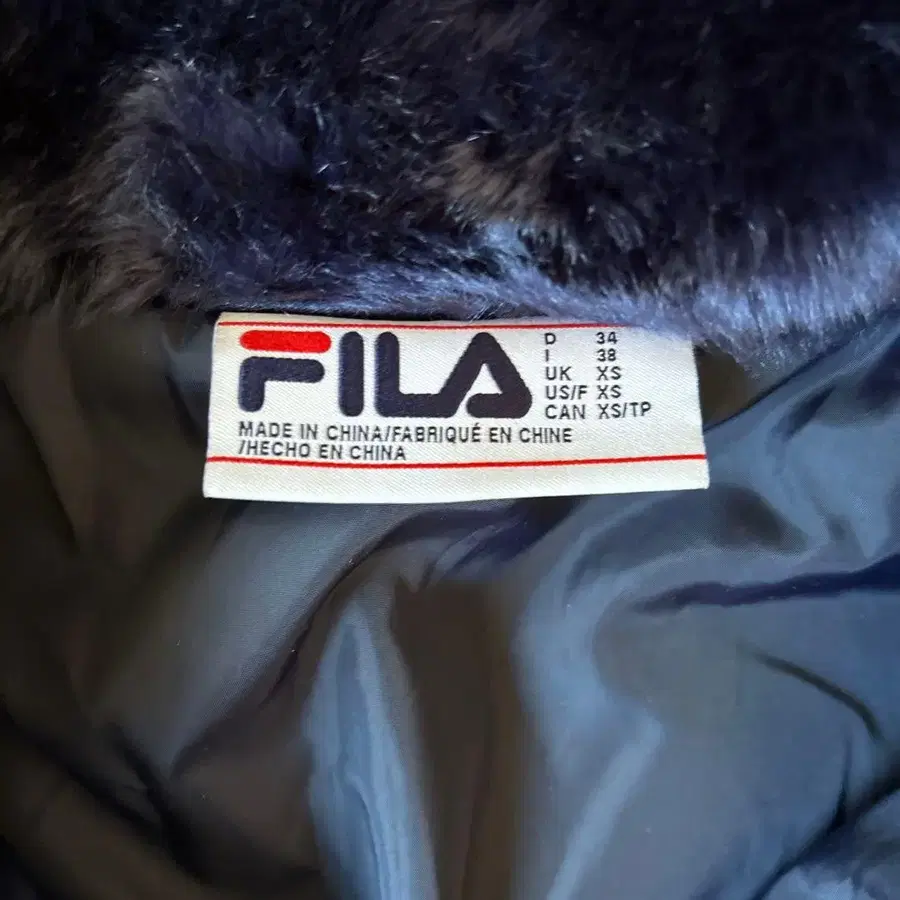 FILA
D 34
I 38
UK XS
US/F XS
CAN XS/TP
MADE IN CHINA/FABRIQUÉ EN CHINE
/HECHO EN CHINA